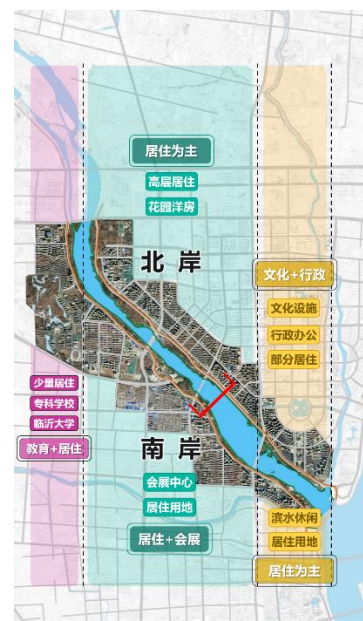 居住为主
高层居住
花园洋房
北岸
文化+行政
文化设施
行政办公
部分居住
少量居住
专科学校
临沂大学
教育+居住
南岸
会展中心
居住用地
居住+会展
滨水休闲
居住用地
居住为主